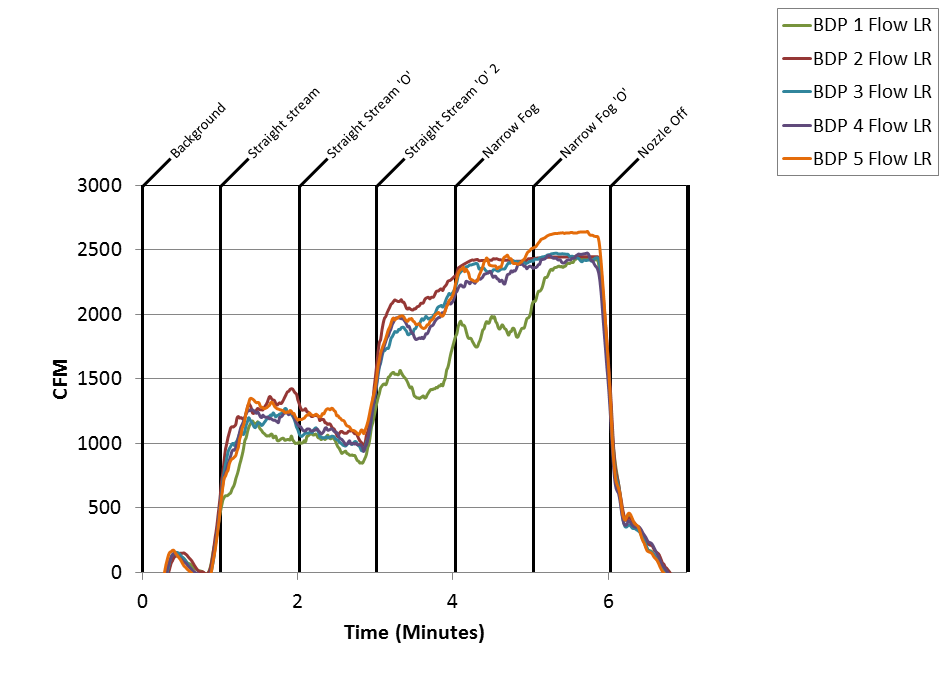 BDP 1 Flow LR
BDP 2 Flow LR
BDP 3 Flow LR
BDP 4 Flow LR
BDP 5 Flow LR
Background
Straight stream
Straight Stream 'O'
Straight Stream 'O' 2
Narrow Fog
Narrow Fog 'O'
Nozzle Off
3000
2500
2000
1500
1000
500
0
CFM
0 2 4 6
Time (Minutes)